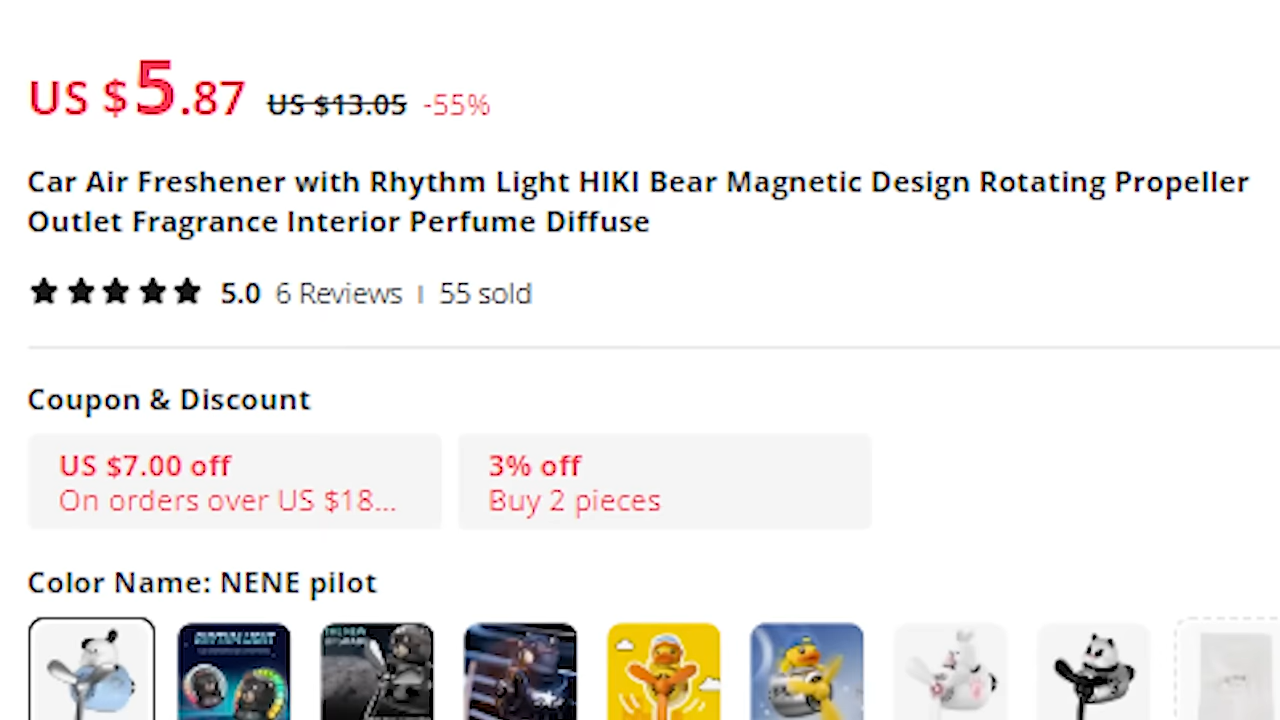 US $5.87 US $13.05 -55%
Car Air Freshener with Rhythm Light HIKI Bear Magnetic Design Rotating Propeller
Outlet Fragrance Interior Perfume Diffuse
5.0 6 Reviews | 55 sold
Coupon & Discount
US $7.00 off 3% off
On orders over US $18... Buy 2 pieces
Color Name: NENE pilot
RHYTHM LIGHT